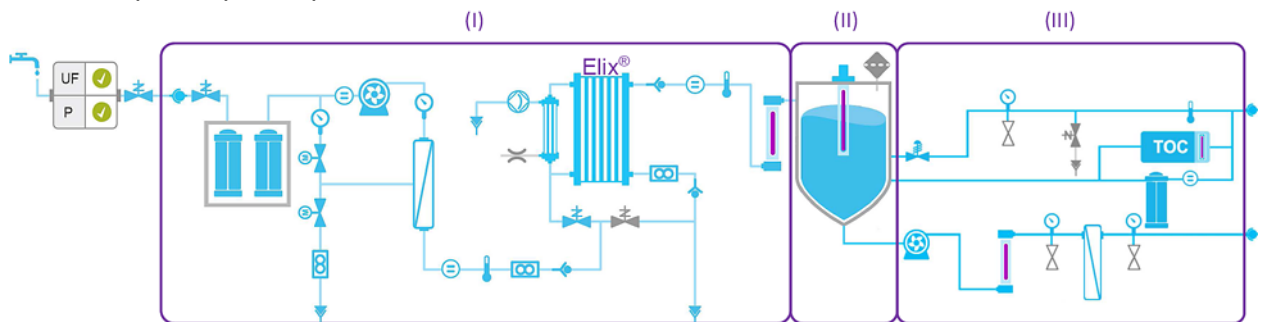 (I)
(II)
(III)
UF
P
Elix®
TOC